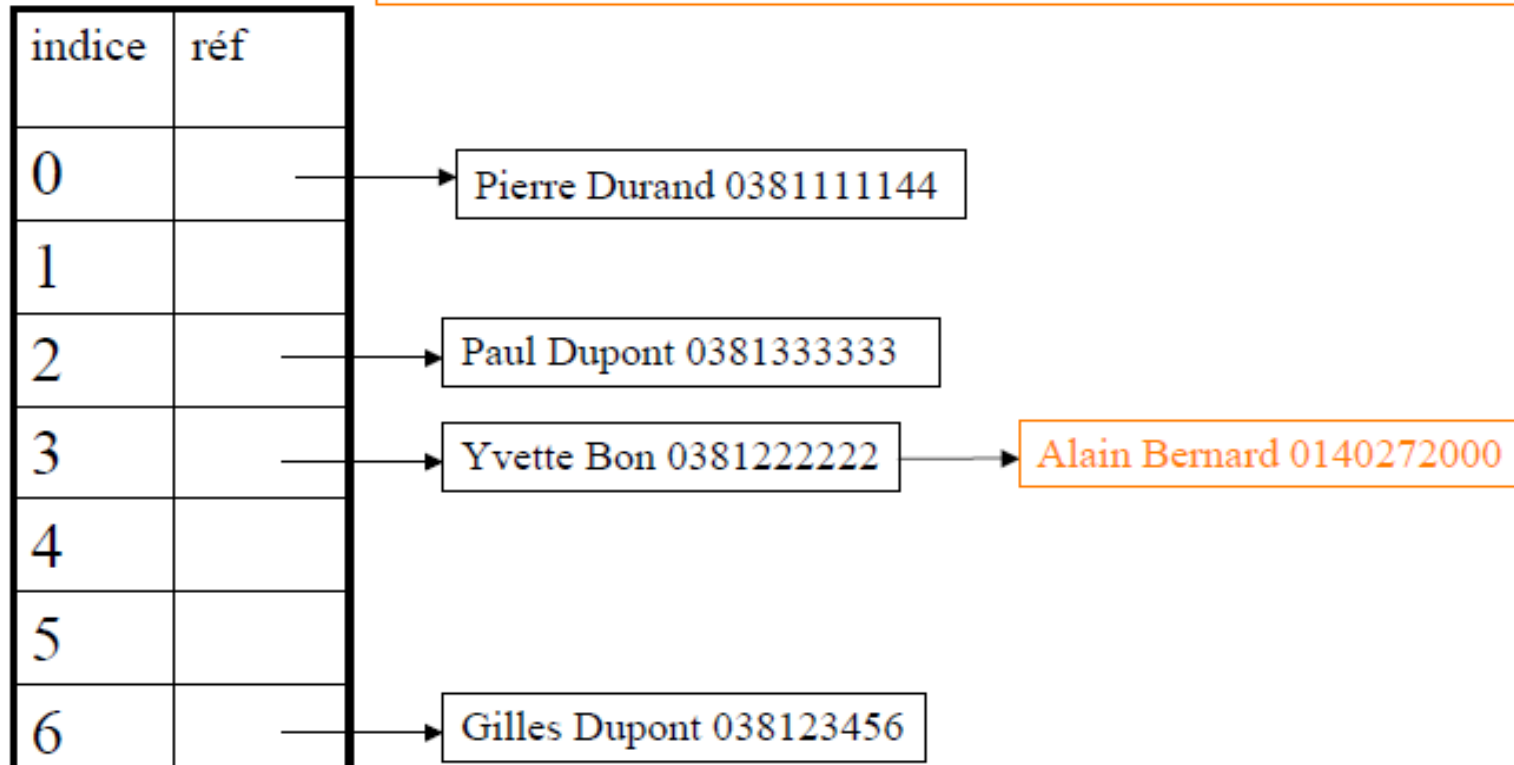 indice réf
0 Pierre Durand 0381111144
1
2 Paul Dupont 0381333333
3 Yvette Bon 0381222222 Alain Bernard 0140272000
4
5
6 Gilles Dupont 038123456